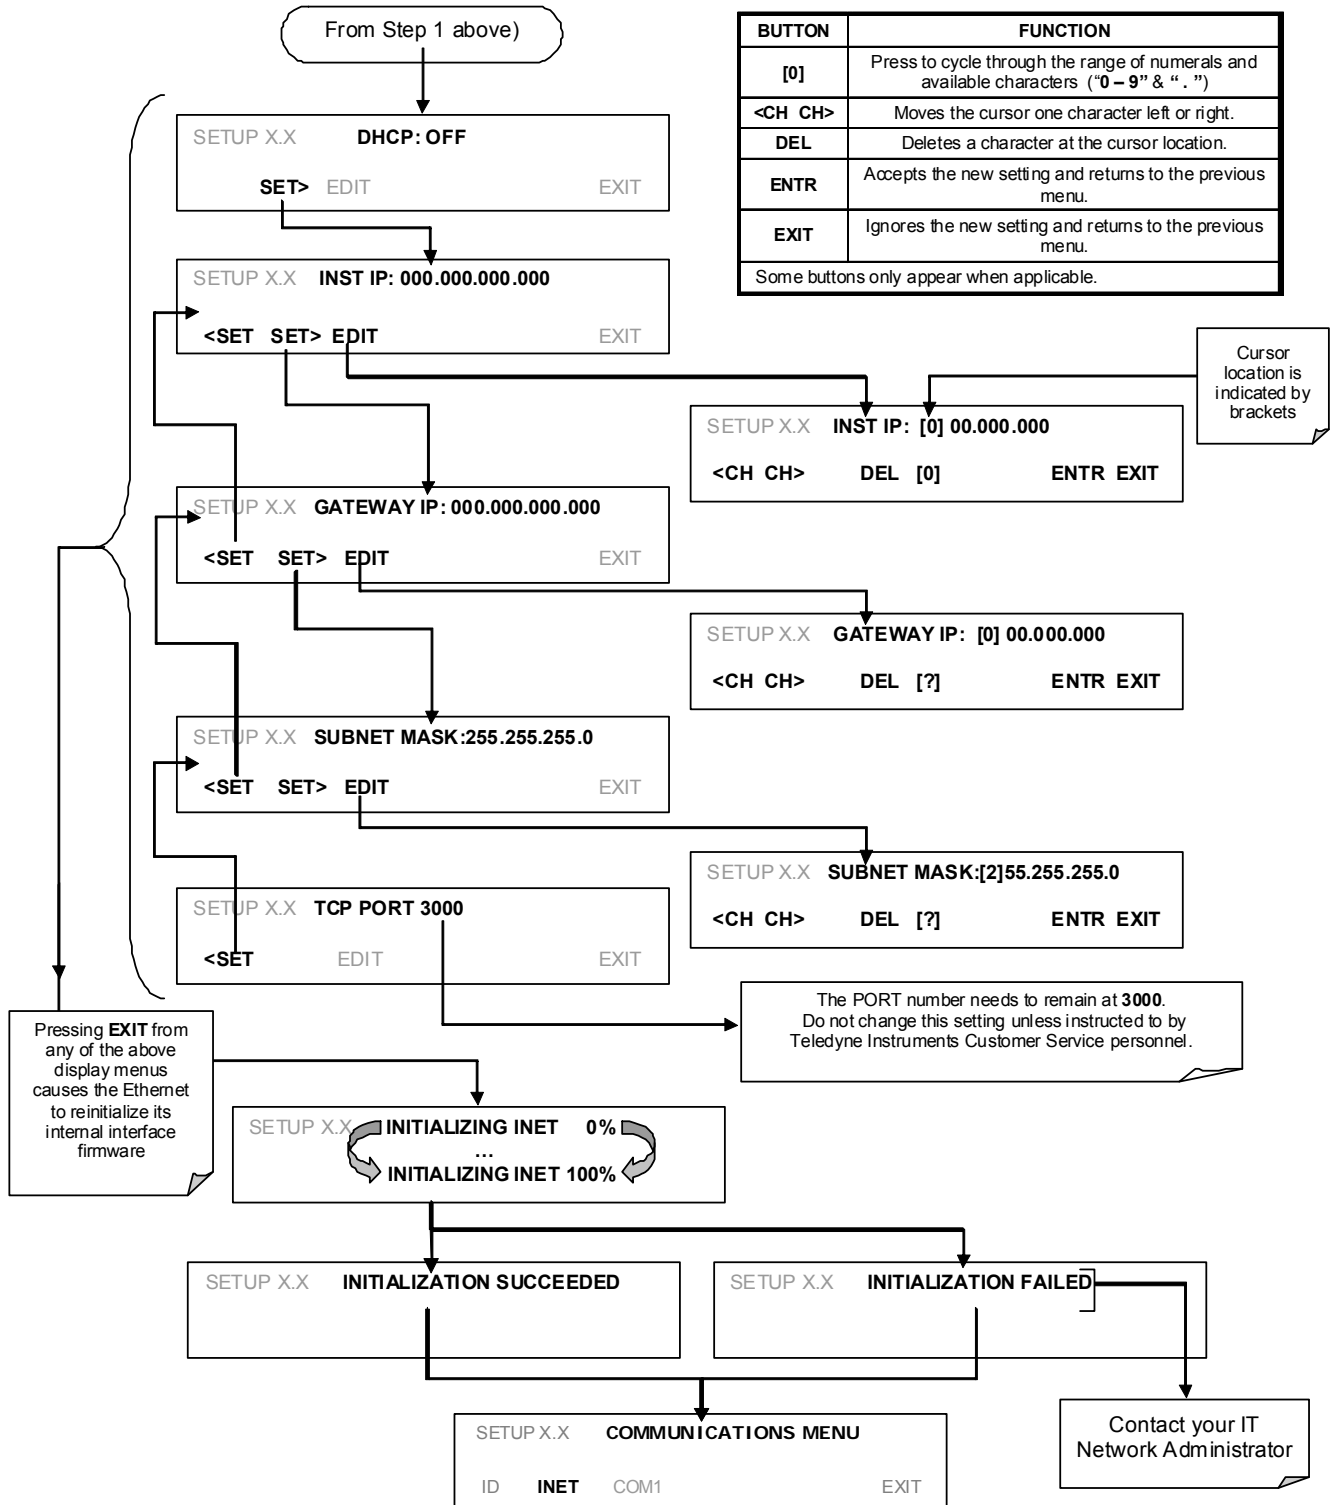 From Step 1 above)
BUTTON FUNCTION
[0] Press to cycle through the range of numerals and
available characters (“0 – 9” & “ . ”)
<CH CH> Moves the cursor one character left or right.
DEL Deletes a character at the cursor location.
ENTR Accepts the new setting and returns to the previous
menu.
EXIT Ignores the new setting and returns to the previous
menu.
Some buttons only appear when applicable.
SETUP X.X DHCP: OFF
SET> EDIT EXIT
SETUP X.X INST IP: 000.000.000.000
<SET SET> EDIT EXIT
Cursor
location is
indicated by
brackets
SETUP X.X INST IP: [0] 00.000.000
<CH CH> DEL [0] ENTR EXIT
SETUP X.X GATEWAY IP: 000.000.000.000
<SET SET> EDIT EXIT
SETUP X.X GATEWAY IP: [0] 00.000.000
<CH CH> DEL [?] ENTR EXIT
SETUP X.X SUBNET MASK:255.255.255.0
<SET SET> EDIT EXIT
SETUP X.X SUBNET MASK:[2]55.255.255.0
<CH CH> DEL [?] ENTR EXIT
SETUP X.X TCP PORT 3000
<SET EDIT EXIT
The PORT number needs to remain at 3000.
Do not change this setting unless instructed to by
Teledyne Instruments Customer Service personnel.
Pressing EXIT from
any of the above
display menus
causes the Ethernet
to reinitialize its
internal interface
firmware
SETUP X.X INITIALIZING INET 0%
...
INITIALIZING INET 100%
SETUP X.X INITIALIZATION SUCCEEDED
SETUP X.X INITIALIZATION FAILED
Contact your IT
Network Administrator
SETUP X.X COMMUNICATIONS MENU
ID INET COM1 EXIT